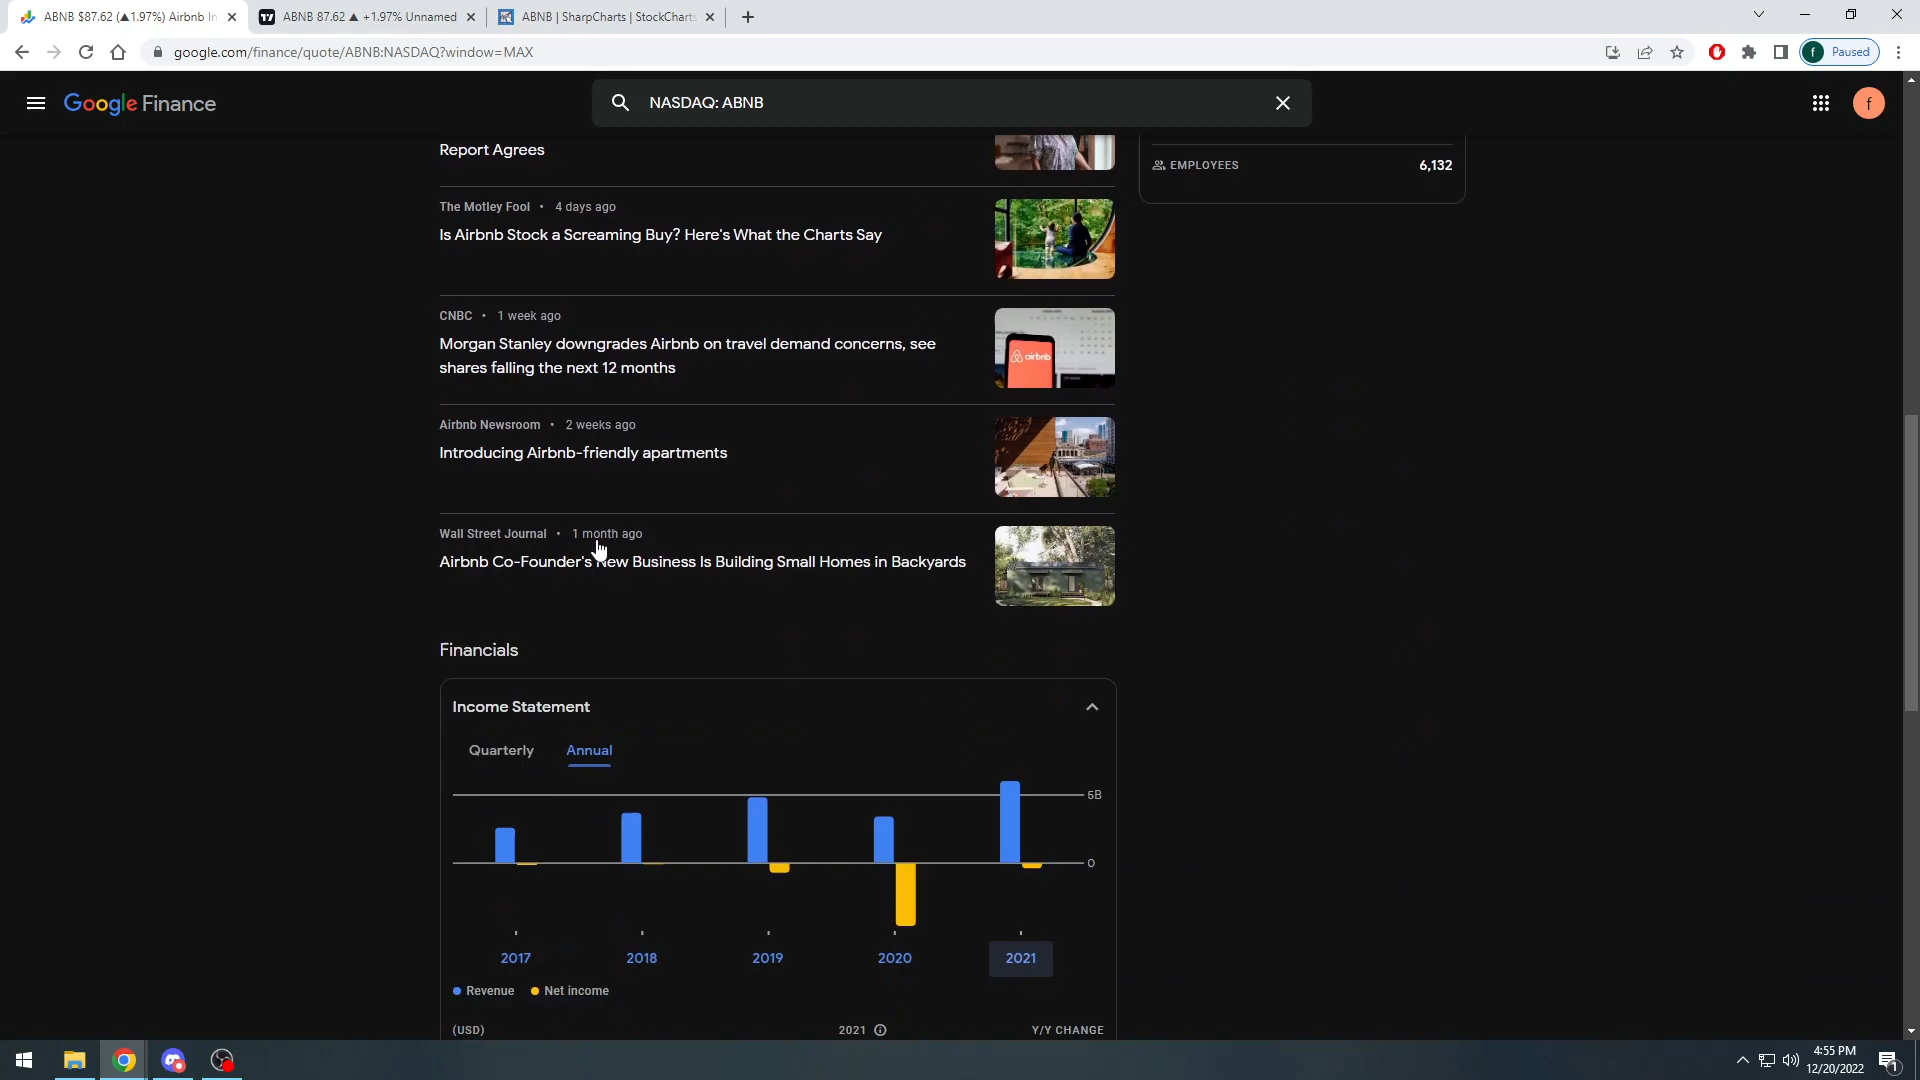 ABNB $87.62 (▲1.97%) Airbnb In
ABNB 87.62 ▲ +1.97% Unnamed
ABNB | SharpCharts | StockCharts
google.com/finance/quote/ABNB:NASDAQ?window=MAX
f Paused
Google Finance
NASDAQ: ABNB
f
Report Agrees
EMPLOYEES 6,132
The Motley Fool • 4 days ago
Is Airbnb Stock a Screaming Buy? Here's What the Charts Say
CNBC • 1 week ago
Morgan Stanley downgrades Airbnb on travel demand concerns, see
shares falling the next 12 months
airbnb
Airbnb Newsroom • 2 weeks ago
Introducing Airbnb-friendly apartments
Wall Street Journal • 1 month ago
Airbnb Co-Founder's New Business Is Building Small Homes in Backyards
Financials
Income Statement
Quarterly Annual
5B
0
2017 2018 2019 2020 2021
Revenue Net income
(USD) 2021 Y/Y CHANGE
4:55 PM
12/20/2022
1